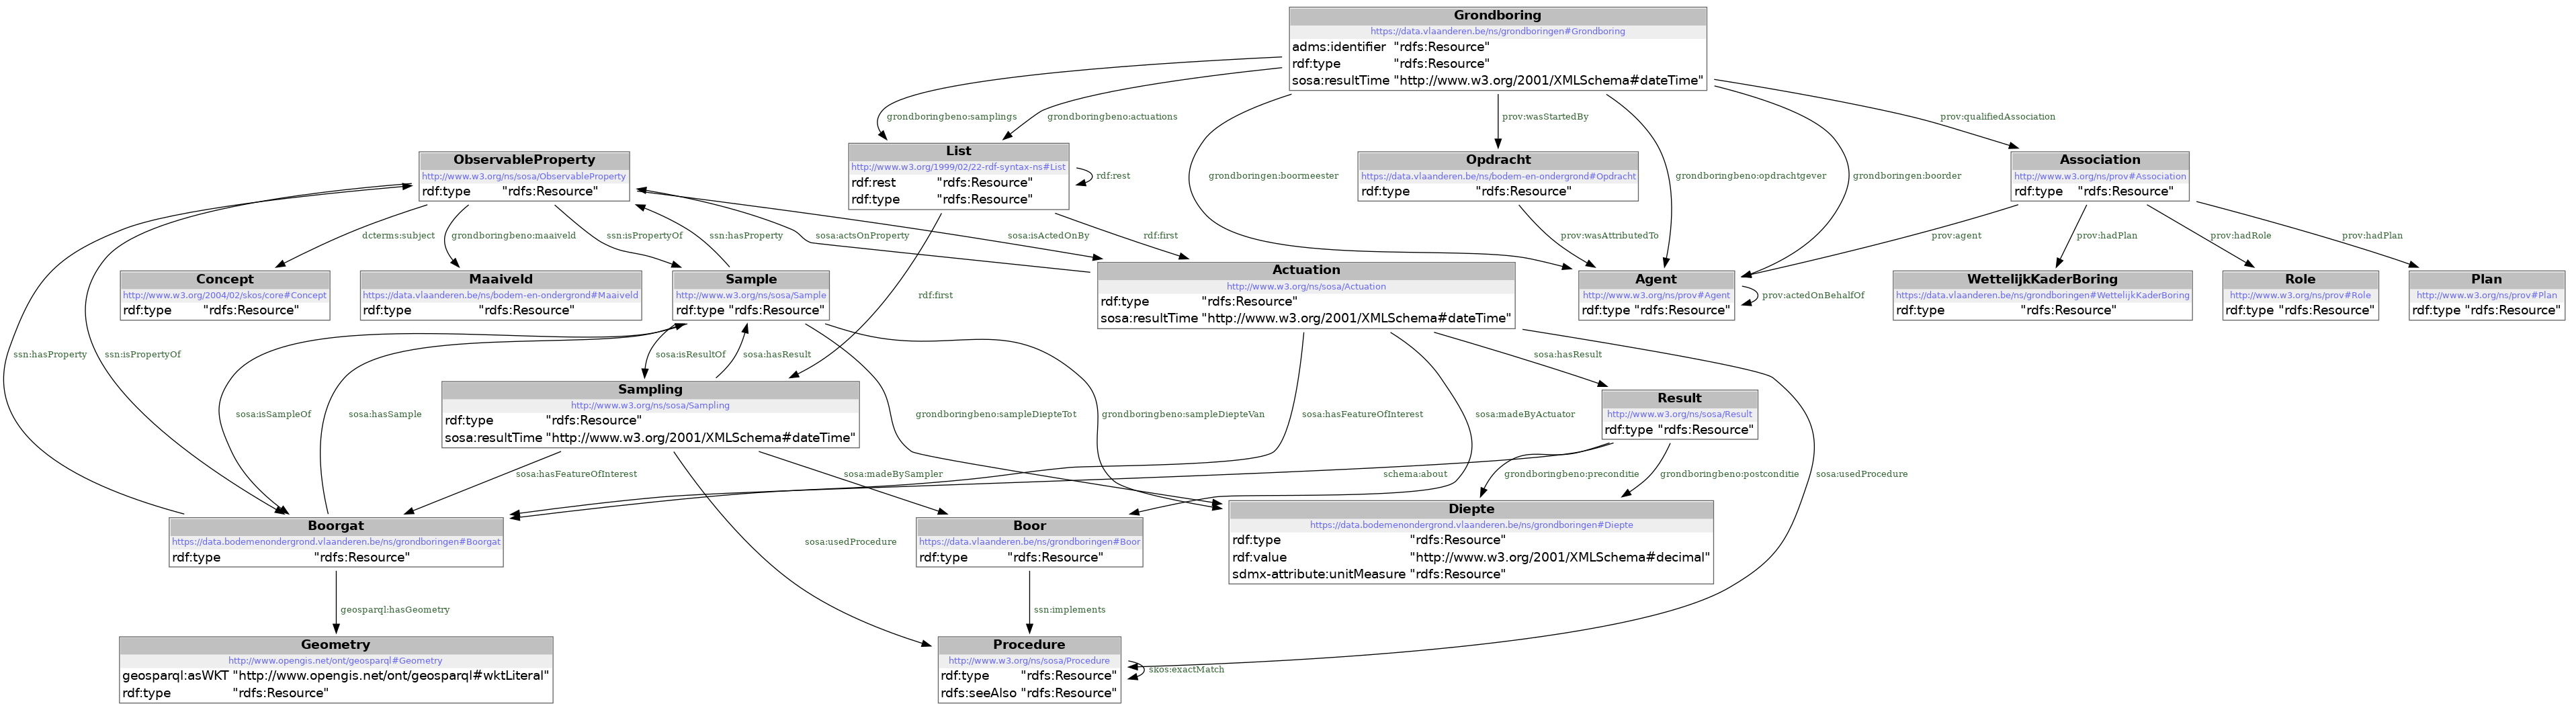 Grondboring
https://data.vlaanderen.be/ns/grondboringen#Grondboring
adms:identifier "rdfs:Resource"
rdf:type "rdfs:Resource"
sosa:resultTime "http://www.w3.org/2001/XMLSchema#dateTime"
grondboringbeno:samplings
grondboringbeno:actuations
prov:wasStartedBy
prov:qualifiedAssociation
ObservableProperty
http://www.w3.org/ns/sosa/ObservableProperty
rdf:type "rdfs:Resource"
List
http://www.w3.org/1999/02/22-rdf-syntax-ns#List
rdf:rest "rdfs:Resource"
rdf:type "rdfs:Resource"
rdf:rest
grondboringen:boormeester
Opdracht
https://data.vlaanderen.be/ns/bodem-en-ondergrond#Opdracht
rdf:type "rdfs:Resource"
grondboringbeno:opdrachtgever
grondboringen:boorder
Association
http://www.w3.org/ns/prov#Association
rdf:type "rdfs:Resource"
dcterms:subject
grondboringbeno:maaiveld
ssn:isPropertyOf
ssn:hasProperty
sosa:actsOnProperty
sosa:isActedOnBy
rdf:first
prov:wasAttributedTo
prov:agent
prov:hadPlan
prov:hadRole
prov:hadPlan
Concept
http://www.w3.org/2004/02/skos/core#Concept
rdf:type "rdfs:Resource"
Maaiveld
https://data.vlaanderen.be/ns/bodem-en-ondergrond#Maaiveld
rdf:type "rdfs:Resource"
Sample
http://www.w3.org/ns/sosa/Sample
rdf:type "rdfs:Resource"
rdf:first
Actuation
http://www.w3.org/ns/sosa/Actuation
rdf:type "rdfs:Resource"
sosa:resultTime "http://www.w3.org/2001/XMLSchema#dateTime"
Agent
http://www.w3.org/ns/prov#Agent
rdf:type "rdfs:Resource"
prov:actedOnBehalfOf
WettelijkKaderBoring
https://data.vlaanderen.be/ns/grondboringen#WettelijkKaderBoring
rdf:type "rdfs:Resource"
Role
http://www.w3.org/ns/prov#Role
rdf:type "rdfs:Resource"
Plan
http://www.w3.org/ns/prov#Plan
rdf:type "rdfs:Resource"
ssn:hasProperty
ssn:isPropertyOf
sosa:isResultOf
sosa:hasResult
sosa:hasResult
sosa:isSampleOf
sosa:hasSample
Sampling
http://www.w3.org/ns/sosa/Sampling
rdf:type "rdfs:Resource"
sosa:resultTime "http://www.w3.org/2001/XMLSchema#dateTime"
grondboringbeno:sampleDiepteTot
grondboringbeno:sampleDiepteVan
sosa:hasFeatureOfInterest
sosa:madeByActuator
Result
http://www.w3.org/ns/sosa/Result
rdf:type "rdfs:Resource"
sosa:hasFeatureOfInterest
sosa:madeBySampler
schema:about
grondboringbeno:preconditie
grondboringbeno:postconditie
sosa:usedProcedure
Boorgat
https://data.bodemenondergrond.vlaanderen.be/ns/grondboringen#Boorgat
rdf:type "rdfs:Resource"
sosa:usedProcedure
Boor
https://data.vlaanderen.be/ns/grondboringen#Boor
rdf:type "rdfs:Resource"
Diepte
https://data.bodemenondergrond.vlaanderen.be/ns/grondboringen#Diepte
rdf:type "rdfs:Resource"
rdf:value "http://www.w3.org/2001/XMLSchema#decimal"
sdmx-attribute:unitMeasure "rdfs:Resource"
geosparql:hasGeometry
ssn:implements
Geometry
http://www.opengis.net/ont/geosparql#Geometry
geosparql:asWKT "http://www.opengis.net/ont/geosparql#wktLiteral"
rdf:type "rdfs:Resource"
Procedure
http://www.w3.org/ns/sosa/Procedure
rdf:type "rdfs:Resource"
rdfs:seeAlso "rdfs:Resource"
skos:exactMatch